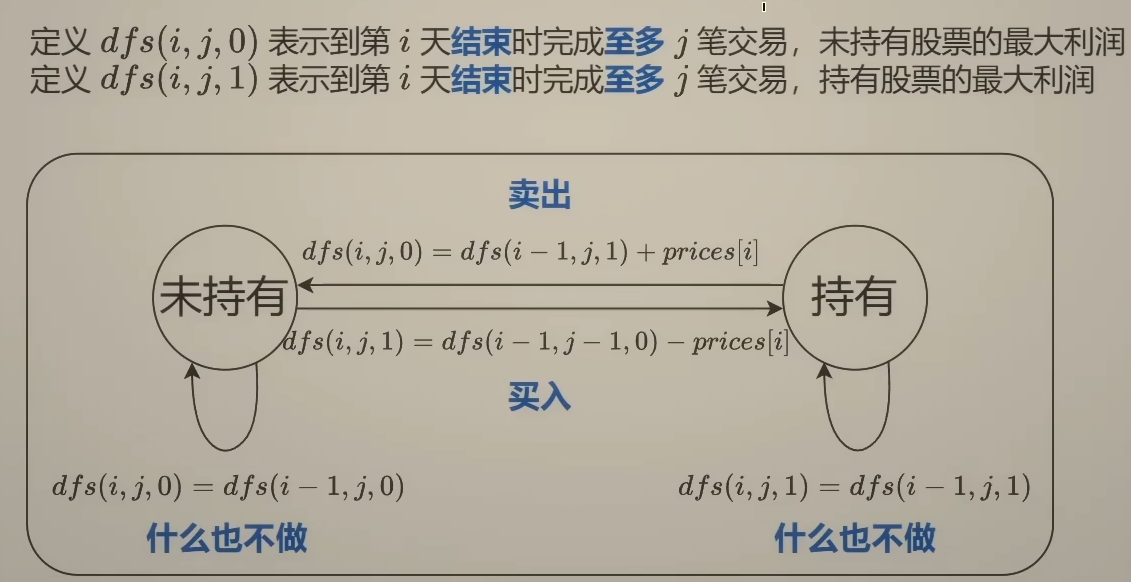 定义 dfs(i, j, 0) 表示到第 i 天结束时完成至多 j 笔交易，未持有股票的最大利润
定义 dfs(i, j, 1) 表示到第 i 天结束时完成至多 j 笔交易，持有股票的最大利润
卖出
dfs(i, j, 0) = dfs(i − 1, j, 1) + prices[i]
未持有
持有
dfs(i, j, 1) = dfs(i − 1, j − 1, 0) − prices[i]
买入
dfs(i, j, 0) = dfs(i − 1, j, 0)
dfs(i, j, 1) = dfs(i − 1, j, 1)
什么也不做
什么也不做